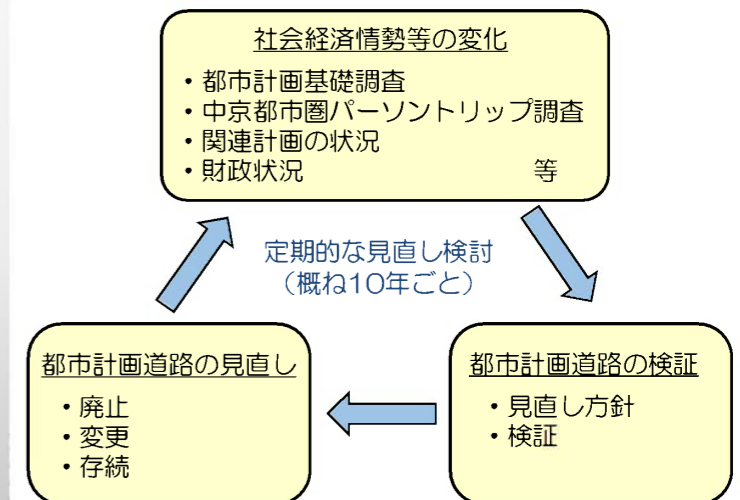 社会経済情勢等の変化
・都市計画基礎調査
・中京都市圏パーソントリップ調査
・関連計画の状況
・財政状況 等
定期的な見直し検討
（概ね10年ごと）
都市計画道路の見直し
・廃止
・変更
・存続
都市計画道路の検証
・見直し方針
・検証